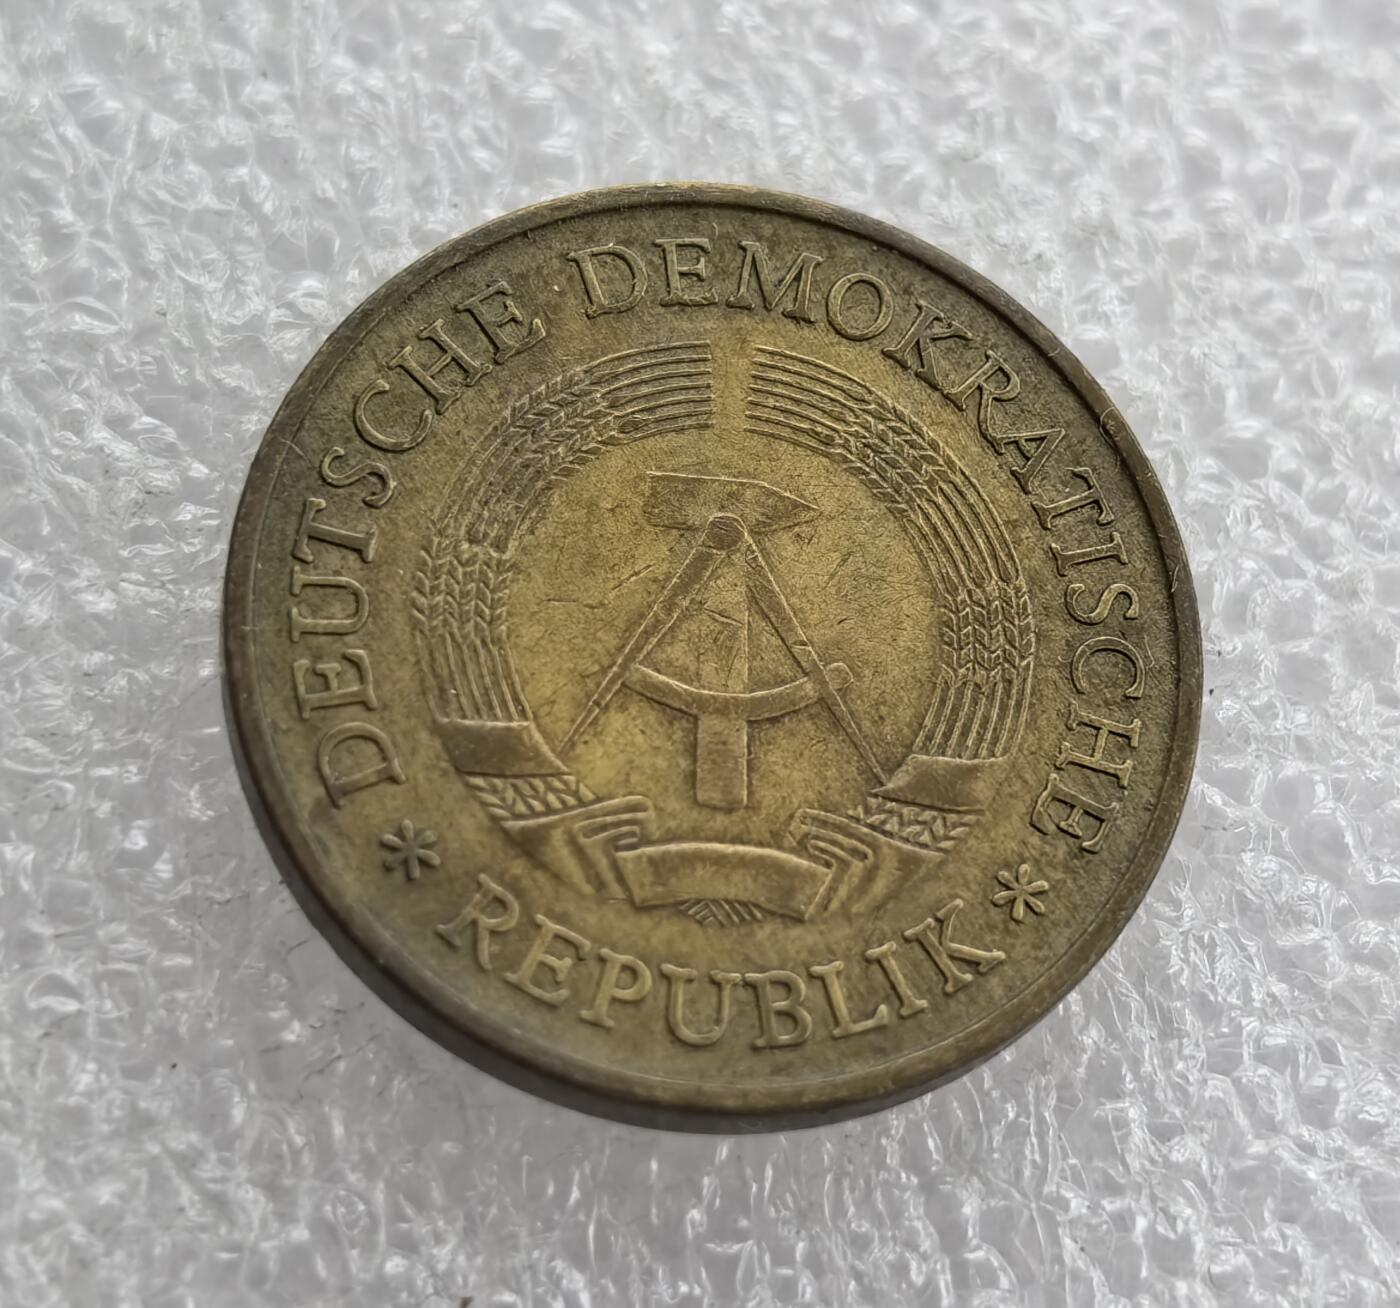 DEUTSCHE DEMOKRATISCHE
* REPUBLIK *